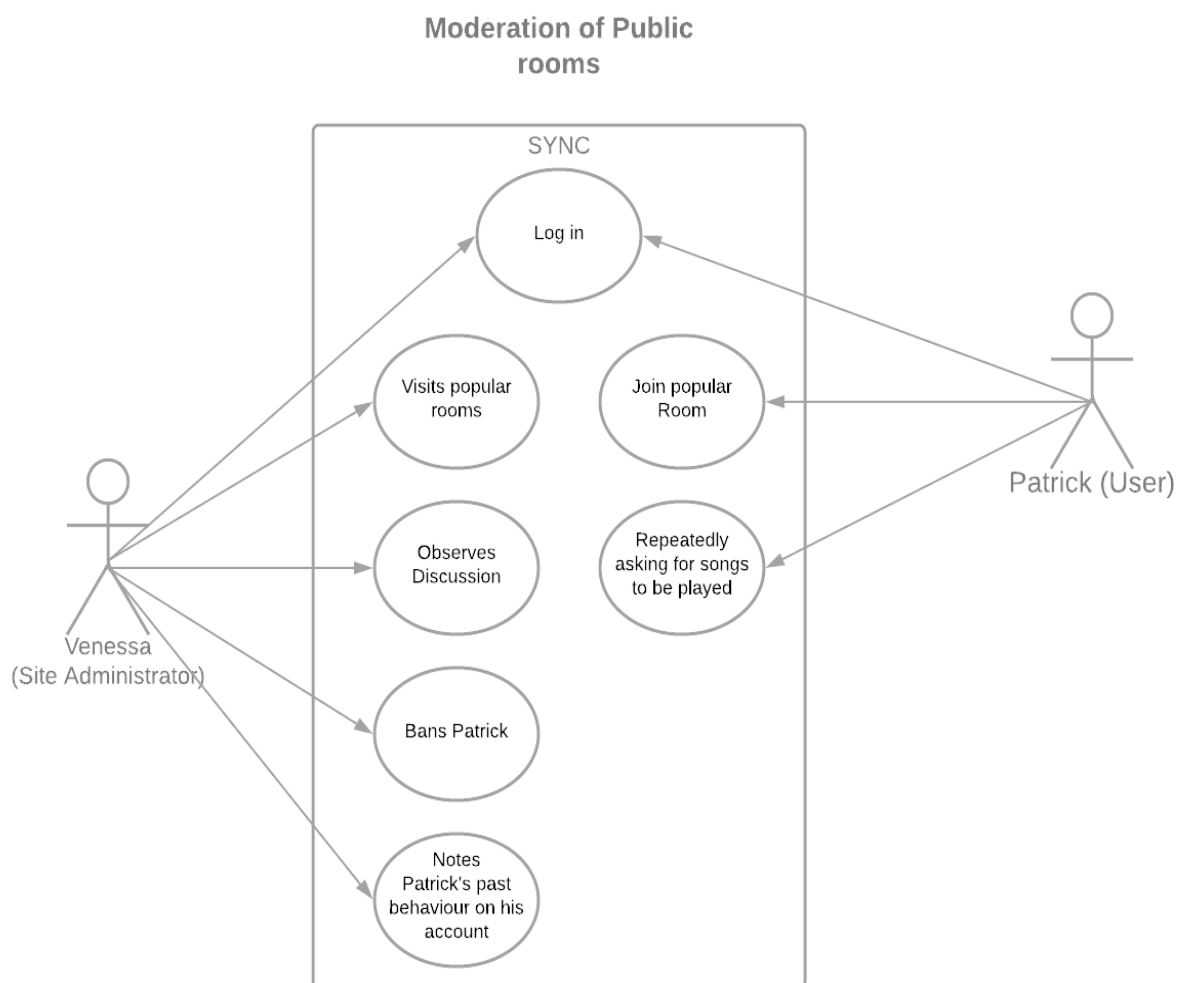 Moderation of Public
rooms
SYNC
Log in
Visits popular
rooms
Join popular
Room
Patrick (User)
Observes
Discussion
Repeatedly
asking for songs
to be played
Venessa
(Site Administrator)
Bans Patrick
Notes
Patrick's past
behaviour on his
account